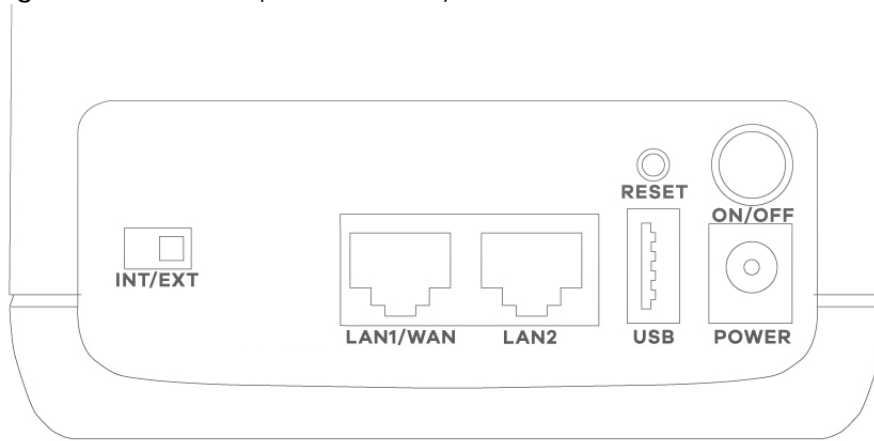 RESET
ON/OFF
INT/EXT
LAN1/WAN
LAN2
USB
POWER